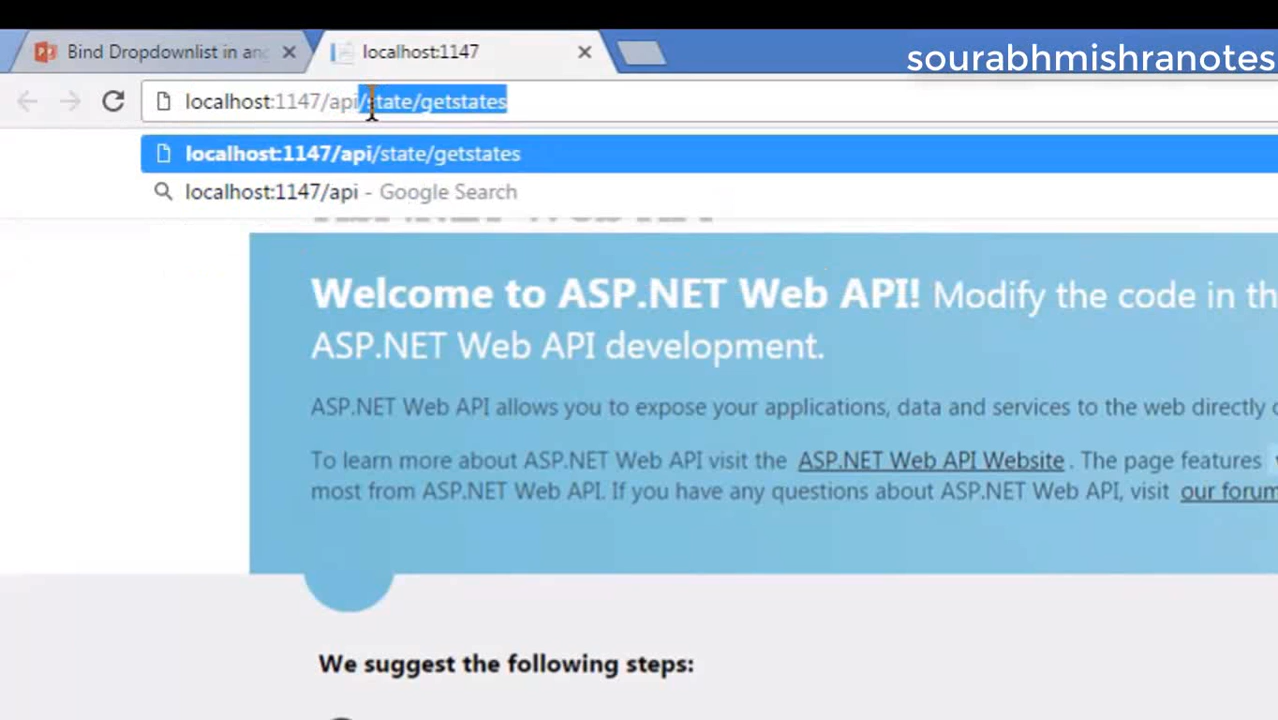 sourabhmishranotes
Bind Dropdownlist in an
localhost:1147
localhost:1147/api/state/getstates
localhost:1147/api/state/getstates
localhost:1147/api - Google Search
Welcome to ASP.NET Web API! Modify the code in th
ASP.NET Web API development.
ASP.NET Web API allows you to expose your applications, data and services to the web directly
To learn more about ASP.NET Web API visit the ASP.NET Web API Website. The page features
most from ASP.NET Web API. If you have any questions about ASP.NET Web API, visit our forum
We suggest the following steps: